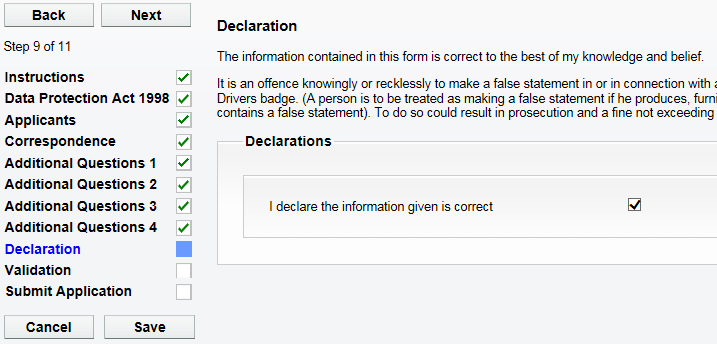 Back
Next
Step 9 of 11
Instructions
Data Protection Act 1998
Applicants
Correspondence
Additional Questions 1
Additional Questions 2
Additional Questions 3
Additional Questions 4
Declaration
Validation
Submit Application
Cancel
Save
Declaration
The information contained in this form is correct to the best of my knowledge and belief.
It is an offence knowingly or recklessly to make a false statement in or in connection with a
Drivers badge. (A person is to be treated as making a false statement if he produces, furni
contains a false statement). To do so could result in prosecution and a fine not exceeding
Declarations
I declare the information given is correct